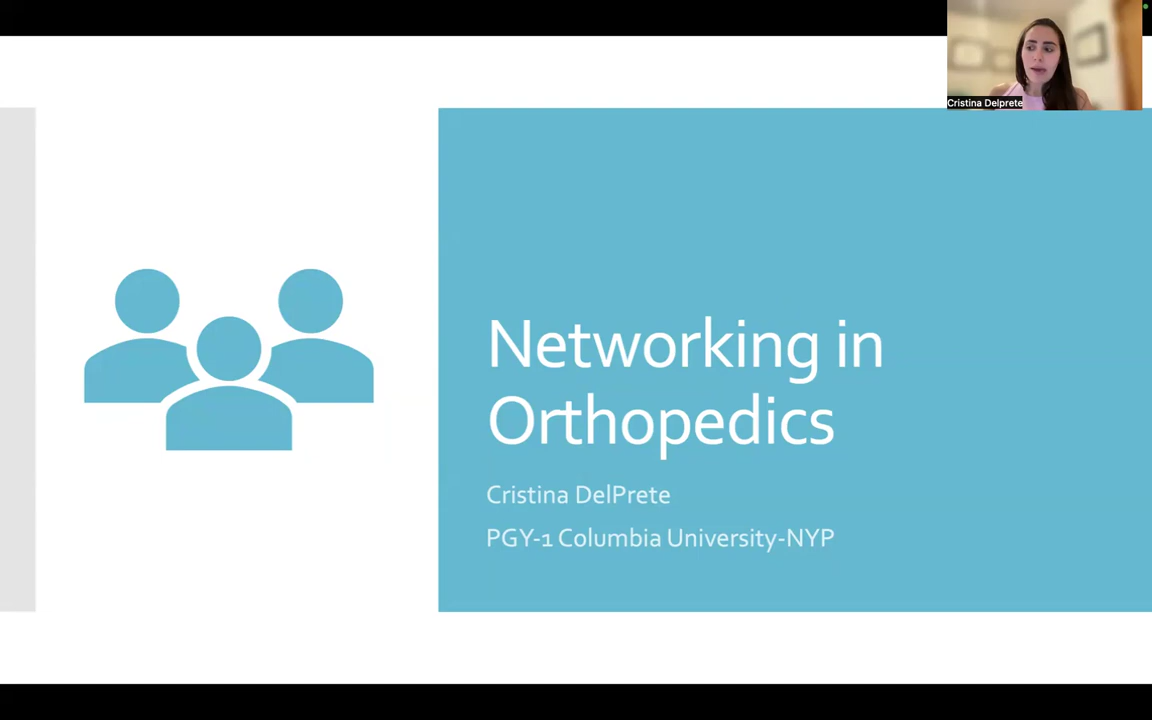 Cristina Delprete
Networking in
Orthopedics
Cristina DelPrete
PGY-1 Columbia University-NYP